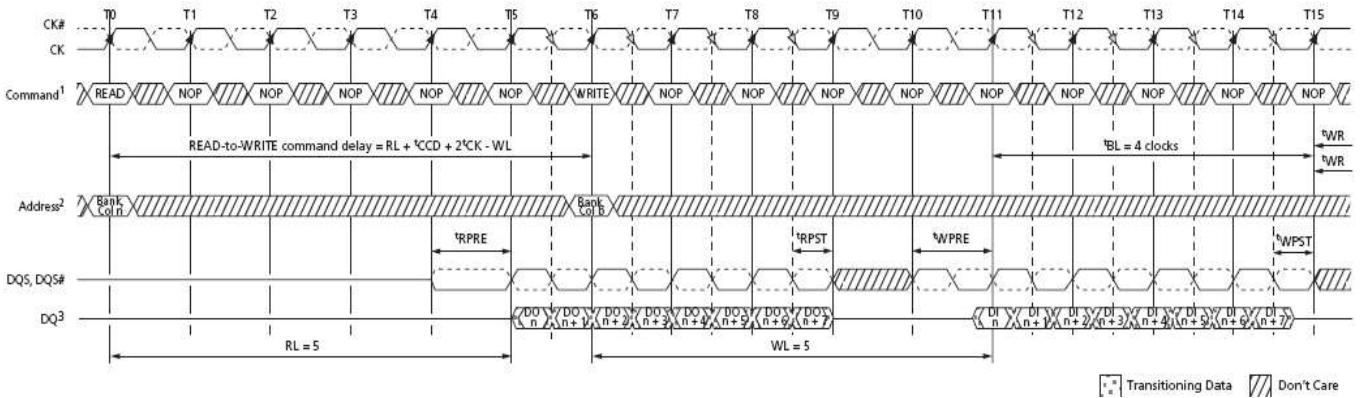 T0 T1 T2 T3 T4 T5 T6 T7 T8 T9 T10 T11 T12 T13 T14 T15
CK#
CK
Command1 READ NOP NOP NOP NOP NOP WRITE NOP NOP NOP NOP NOP NOP NOP NOP NOP
READ-to-WRITE command delay = RL + tCCD + 2tCK - WL
tBL = 4 clocks
tWR
tWR
Address2 Bank, Col n Bank, Col b
tRPRE tRPST tWPRE tWPST
DQS, DQS#
DQ3 DO n DO n + 1 DO n + 2 DO n + 3 DO n + 4 DO n + 5 DO n + 6 DO n + 7 DI n DI n + 1 DI n + 2 DI n + 3 DI n + 4 DI n + 5 DI n + 6 DI n + 7
RL = 5 WL = 5
Transitioning Data Don't Care